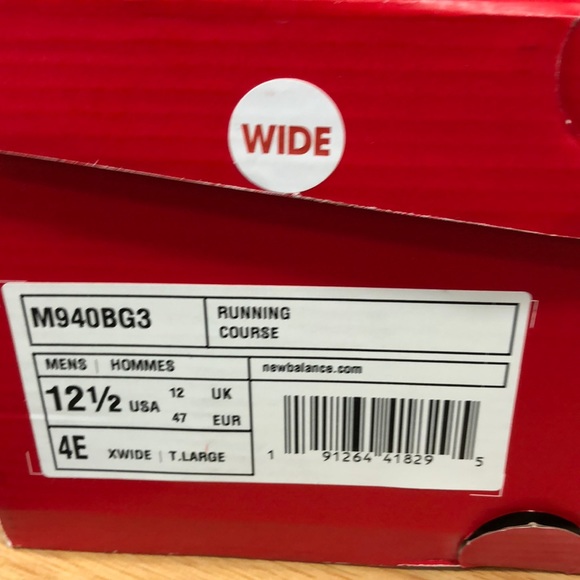 WIDE
M940BG3
RUNNING
COURSE
MENS | HOMMES
newbalance.com
12½ USA 12 UK
47 EUR
4E XWIDE | T.LARGE
1 91264 41829 5